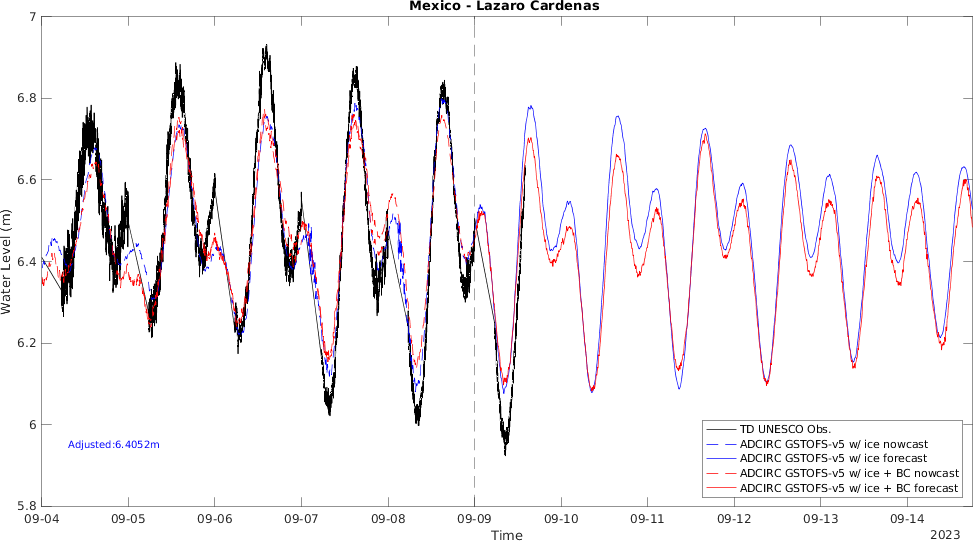 Mexico - Lazaro Cardenas
Water Level (m)
7
6.8
6.6
6.4
6.2
6
5.8
Adjusted:6.4052m
TD UNESCO Obs.
ADCIRC GSTOFS-v5 w/ ice nowcast
ADCIRC GSTOFS-v5 w/ ice forecast
ADCIRC GSTOFS-v5 w/ ice + BC nowcast
ADCIRC GSTOFS-v5 w/ ice + BC forecast
09-04 09-05 09-06 09-07 09-08 09-09 09-10 09-11 09-12 09-13 09-14
Time
2023